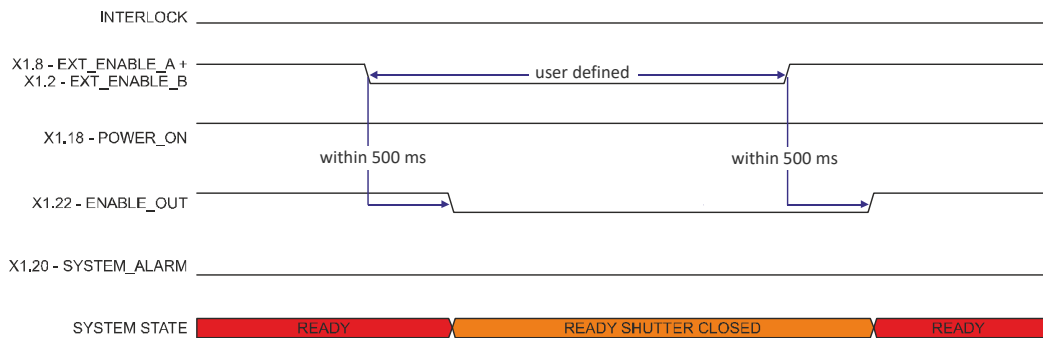 INTERLOCK
X1.8 - EXT_ENABLE_A +
X1.2 - EXT_ENABLE_B
user defined
X1.18 - POWER_ON
within 500 ms
within 500 ms
X1.22 - ENABLE_OUT
X1.20 - SYSTEM_ALARM
SYSTEM STATE
READY
READY SHUTTER CLOSED
READY